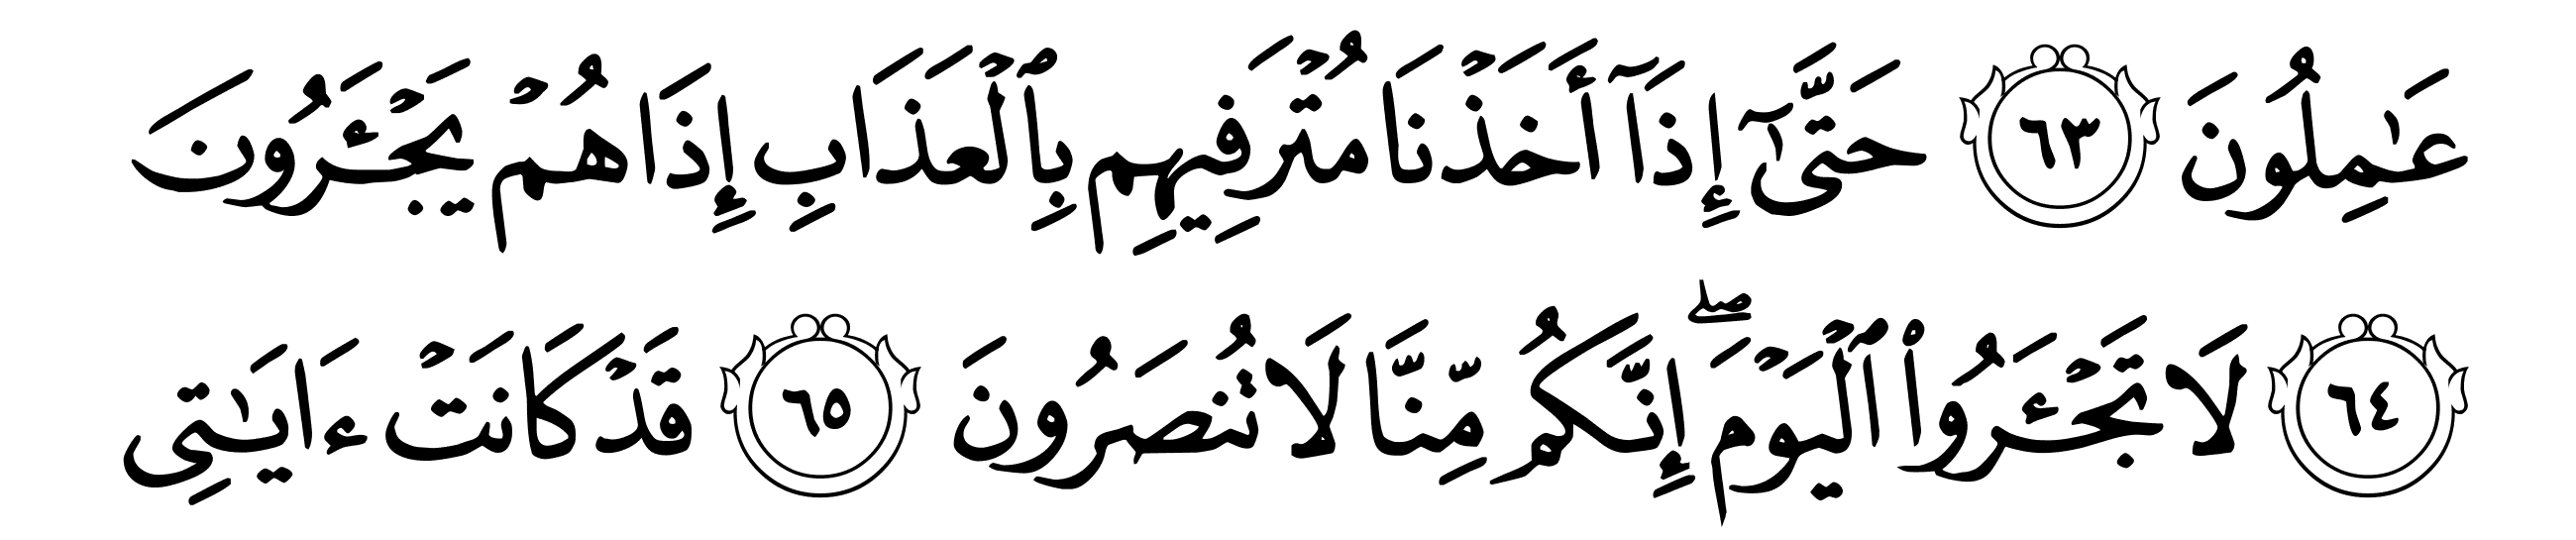 عَٰمِلُونَ ٦٣ حَتَّىٰٓ إِذَآ أَخَذۡنَا مُتۡرَفِيهِم بِٱلۡعَذَابِ إِذَا هُمۡ يَجۡـَٔرُونَ
٦٤ لَا تَجۡـَٔرُواْ ٱلۡيَوۡمَۖ إِنَّكُم مِّنَّا لَا تُنصَرُونَ ٦٥ قَدۡ كَانَتۡ ءَايَٰتِي